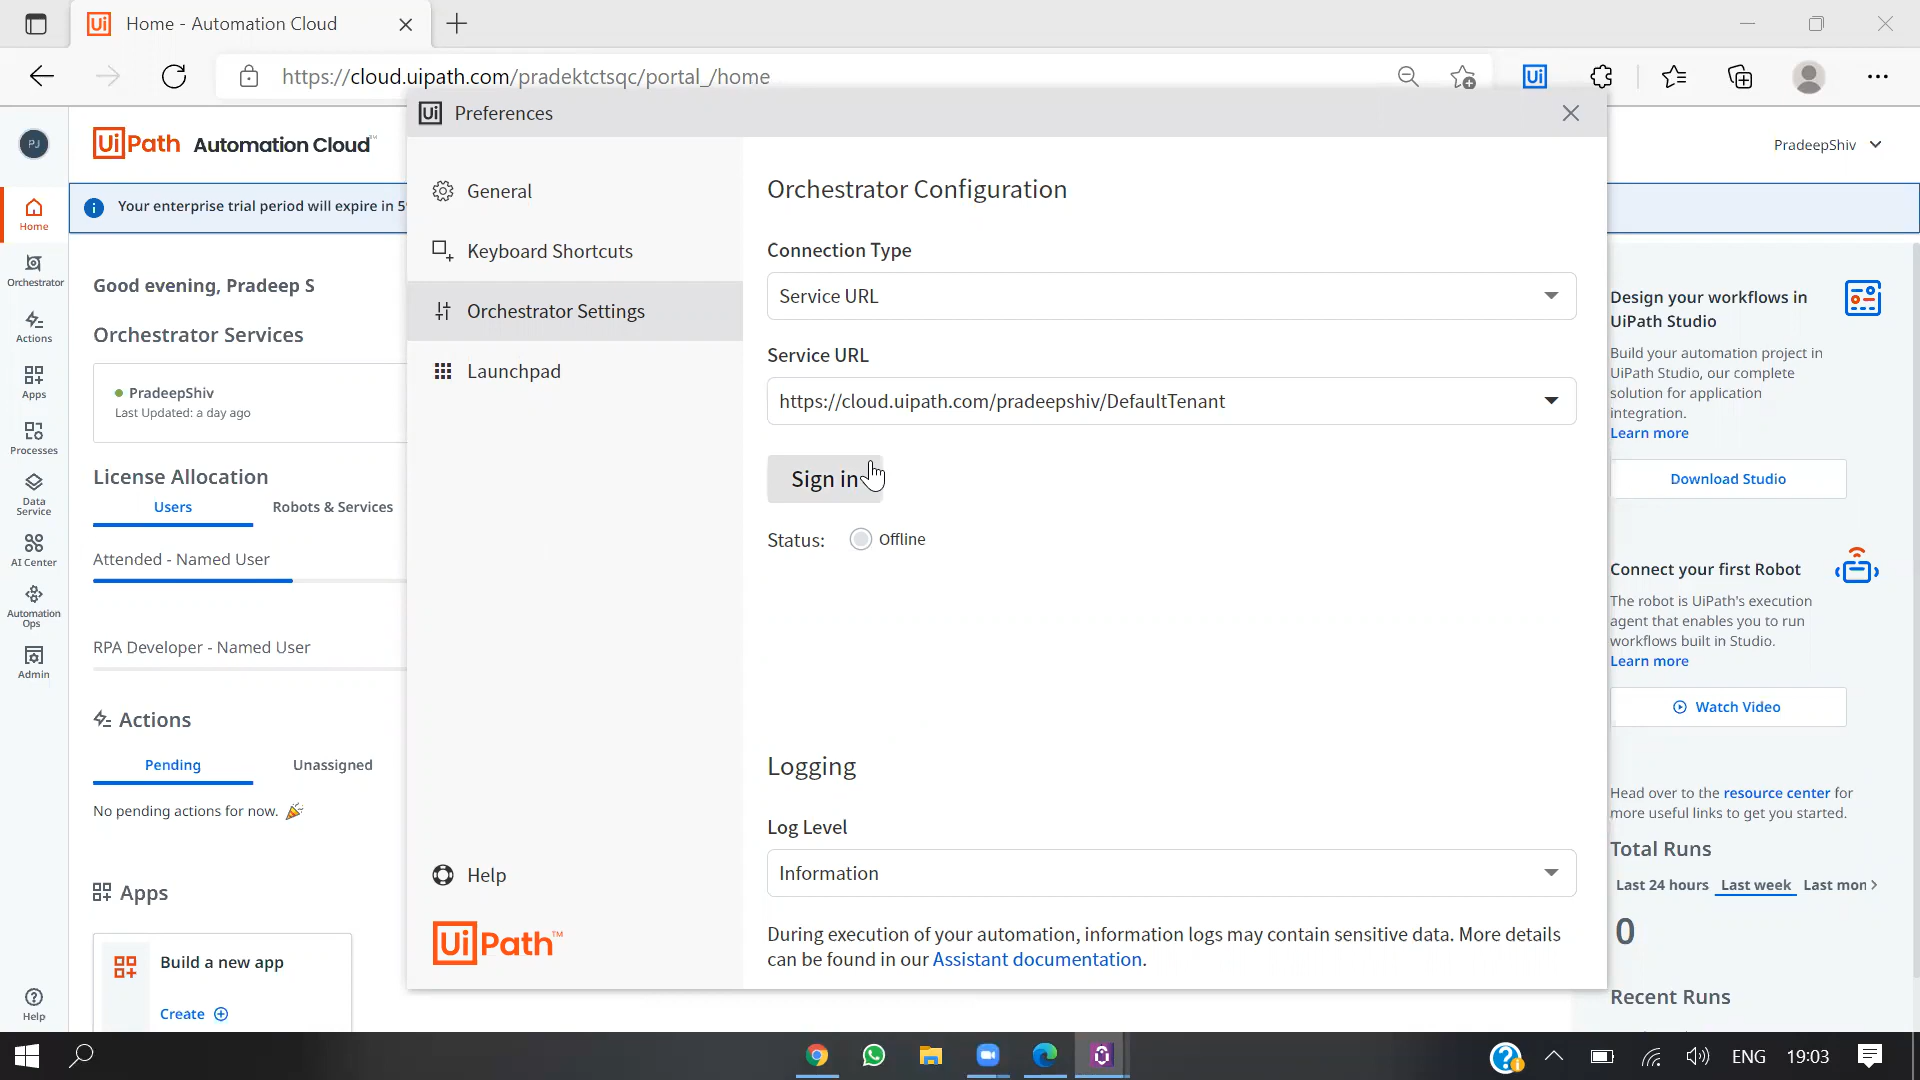 Home - Automation Cloud
https://cloud.uipath.com/pradektctsqc/portal_/home
Ui
PJ
Home
Orchestrator
Actions
Apps
Processes
Data
Service
AI Center
Automation
Ops
Admin
Help
UiPath Automation Cloud™
PradeepShiv
Your enterprise trial period will expire in 5
Good evening, Pradeep S
Orchestrator Services
PradeepShiv
Last Updated: a day ago
License Allocation
Users
Robots & Services
Attended - Named User
RPA Developer - Named User
Actions
Pending
Unassigned
No pending actions for now.
Apps
Build a new app
Create
Ui Preferences
General
Keyboard Shortcuts
Orchestrator Settings
Launchpad
Help
UiPath™
Orchestrator Configuration
Connection Type
Service URL
Service URL
https://cloud.uipath.com/pradeepshiv/DefaultTenant
Sign in
Status:
Offline
Logging
Log Level
Information
During execution of your automation, information logs may contain sensitive data. More details
can be found in our Assistant documentation.
Design your workflows in
UiPath Studio
Build your automation project in
UiPath Studio, our complete
solution for application
integration.
Learn more
Download Studio
Connect your first Robot
The robot is UiPath's execution
agent that enables you to run
workflows built in Studio.
Learn more
Watch Video
Head over to the resource center for
more useful links to get you started.
Total Runs
Last 24 hours
Last week
Last mon
0
Recent Runs
ENG
19:03